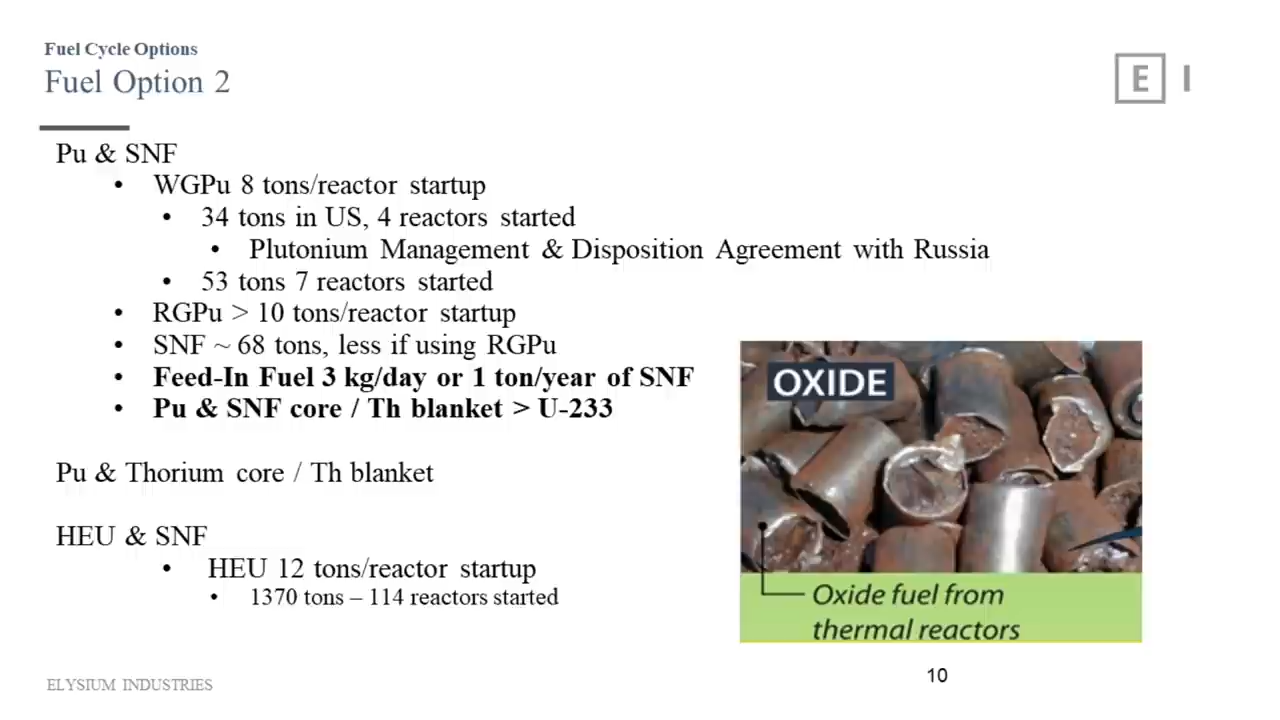 Fuel Cycle Options
Fuel Option 2
E I
Pu & SNF
• WGPu 8 tons/reactor startup
• 34 tons in US, 4 reactors started
• Plutonium Management & Disposition Agreement with Russia
• 53 tons 7 reactors started
• RGPu > 10 tons/reactor startup
• SNF ~ 68 tons, less if using RGPu
• Feed-In Fuel 3 kg/day or 1 ton/year of SNF
• Pu & SNF core / Th blanket > U-233
Pu & Thorium core / Th blanket
HEU & SNF
• HEU 12 tons/reactor startup
• 1370 tons – 114 reactors started
OXIDE
Oxide fuel from
thermal reactors
ELYSIUM INDUSTRIES
10